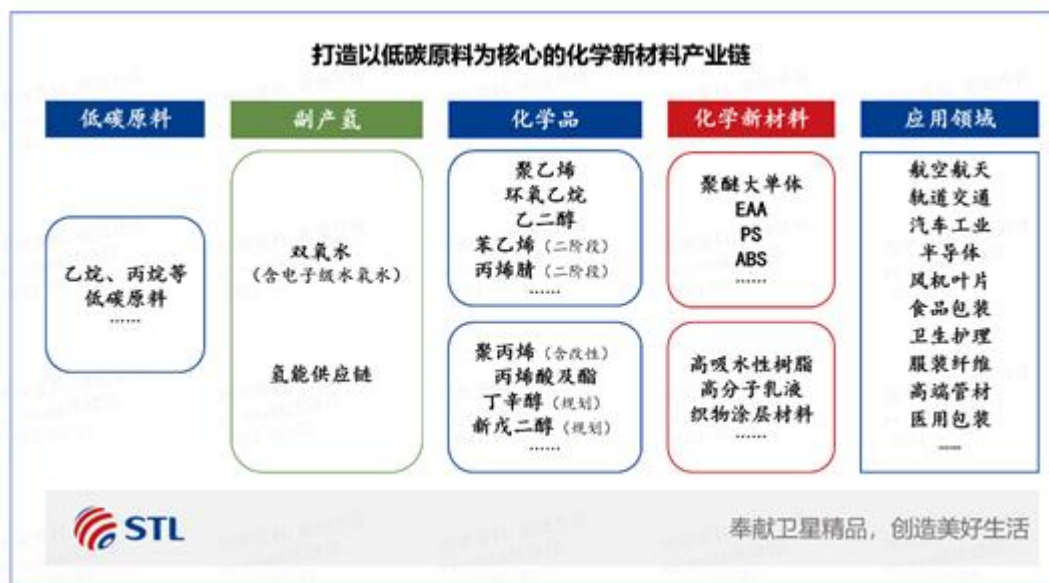 打造以低碳原料为核心的化学新材料产业链
低碳原料
乙烷、丙烷等
低碳原料
······
副产氢
双氧水
（含电子级水氧水）
氢能供应链
化学品
聚乙烯
环氧乙烷
乙二醇
苯乙烯（二阶段）
丙烯腈（二阶段）
······
聚丙烯（含改性）
丙烯酸及酯
丁辛醇（规划）
新戊二醇（规划）
······
化学新材料
聚醚大单体
EAA
PS
ABS
······
高吸水性树脂
高分子乳液
织物涂层材料
······
应用领域
航空航天
轨道交通
汽车工业
半导体
风机叶片
食品包装
卫生护理
服装纤维
高端管材
医用包装
······
STL
奉献卫星精品，创造美好生活